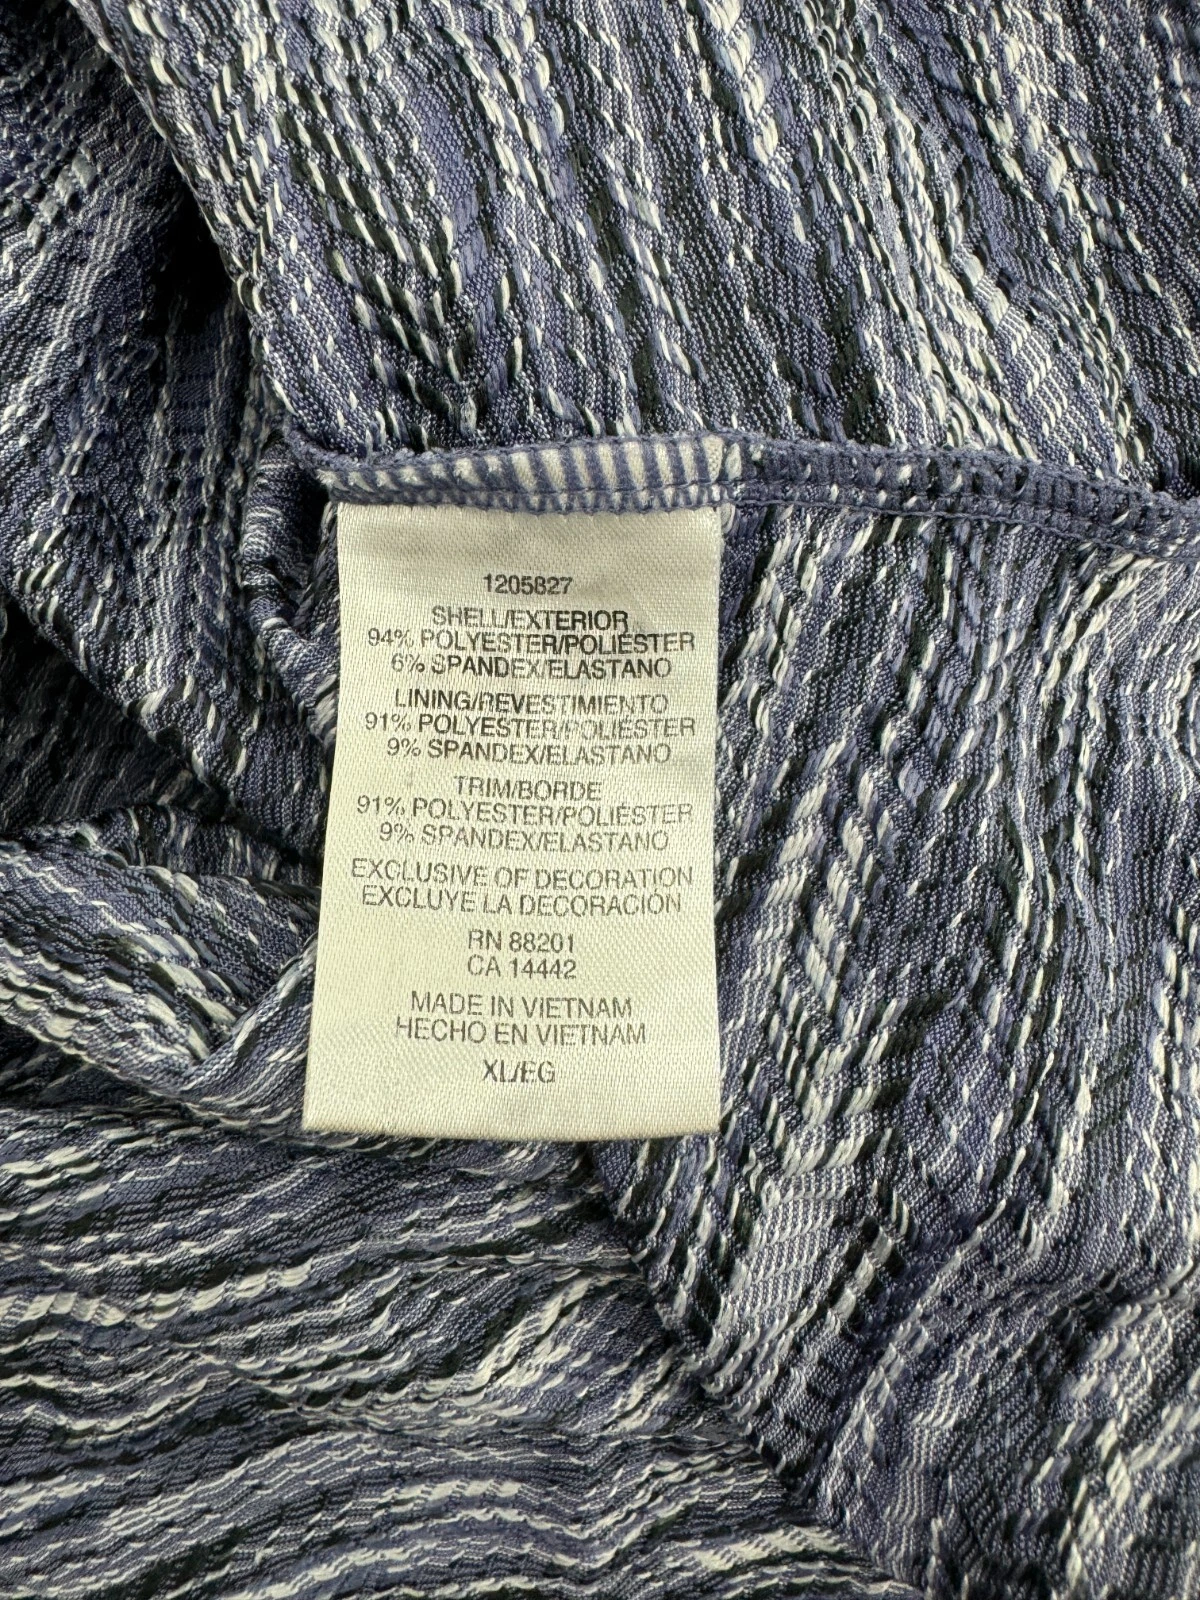 1205827
SHELL/EXTERIOR
94% POLYESTER/POLIÉSTER
6% SPANDEX/ELASTANO
LINING/REVESTIMIENTO
91% POLYESTER/POLIÉSTER
9% SPANDEX/ELASTANO
TRIM/BORDE
91% POLYESTER/POLIÉSTER
9% SPANDEX/ELASTANO
EXCLUSIVE OF DECORATION
EXCLUYE LA DECORACIÓN
RN 88201
CA 14442
MADE IN VIETNAM
HECHO EN VIETNAM
XL/EG